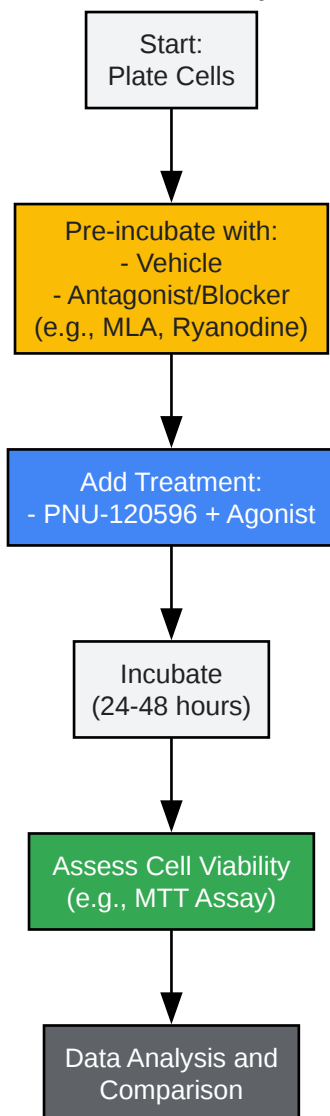 Start:
Plate Cells
Pre-incubate with:
- Vehicle
- Antagonist/Blocker
(e.g., MLA, Ryanodine)
Add Treatment:
- PNU-120596 + Agonist
Incubate
(24-48 hours)
Assess Cell Viability
(e.g., MTT Assay)
Data Analysis and
Comparison